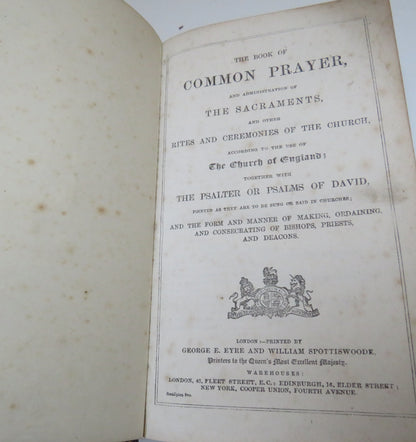 THE BOOK OF
COMMON PRAYER,
AND ADMINISTRATION OF
THE SACRAMENTS,
AND OTHER
RITES AND CEREMONIES OF THE CHURCH,
ACCORDING TO THE USE OF
The Church of England;
TOGETHER WITH
THE PSALTER OR PSALMS OF DAVID,
POINTED AS THEY ARE TO BE SUNG OR SAID IN CHURCHES;
AND THE FORM AND MANNER OF MAKING, ORDAINING,
AND CONSECRATING OF BISHOPS, PRIESTS,
AND DEACONS.
LONDON:—PRINTED BY
GEORGE E. EYRE AND WILLIAM SPOTTISWOODE,
Printers to the Queen's Most Excellent Majesty.
WAREHOUSES:
LONDON, 43, FLEET STREET, E.C.; EDINBURGH, 16, ELDER STREET;
NEW YORK, COOPER UNION, FOURTH AVENUE.